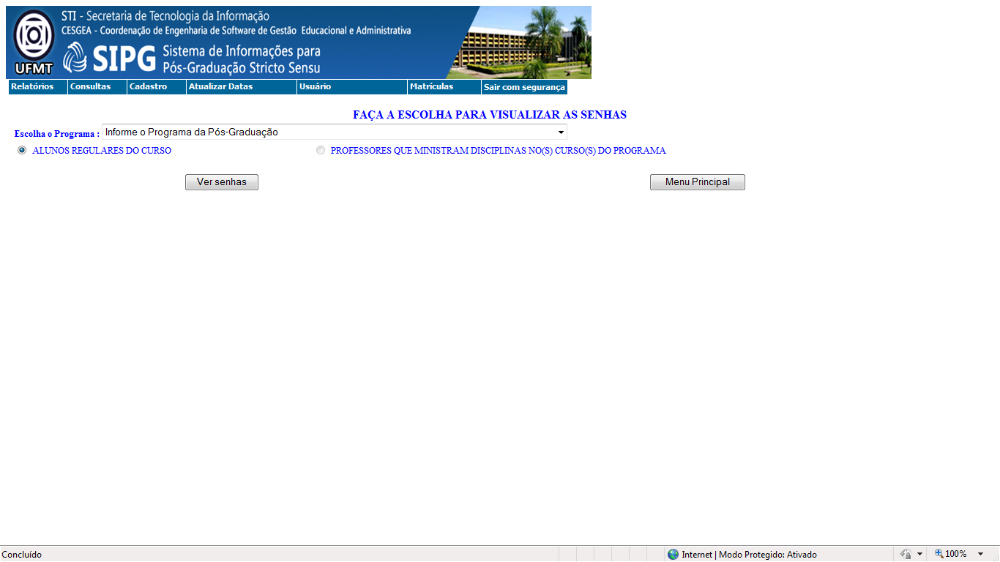 STI - Secretaria de Tecnologia da Informação
CESGEA - Coordenação de Engenharia de Software de Gestão Educacional e Administrativa
UFMT
SIPG
Sistema de Informações para
Pós-Graduação Stricto Sensu
Relatórios Consultas Cadastro Atualizar Datas Usuário Matrículas Sair com segurança
FAÇA A ESCOLHA PARA VISUALIZAR AS SENHAS
Escolha o Programa : Informe o Programa da Pós-Graduação
ALUNOS REGULARES DO CURSO PROFESSORES QUE MINISTRAM DISCIPLINAS NO(S) CURSO(S) DO PROGRAMA
Ver senhas Menu Principal
Concluído Internet | Modo Protegido: Ativado 100%